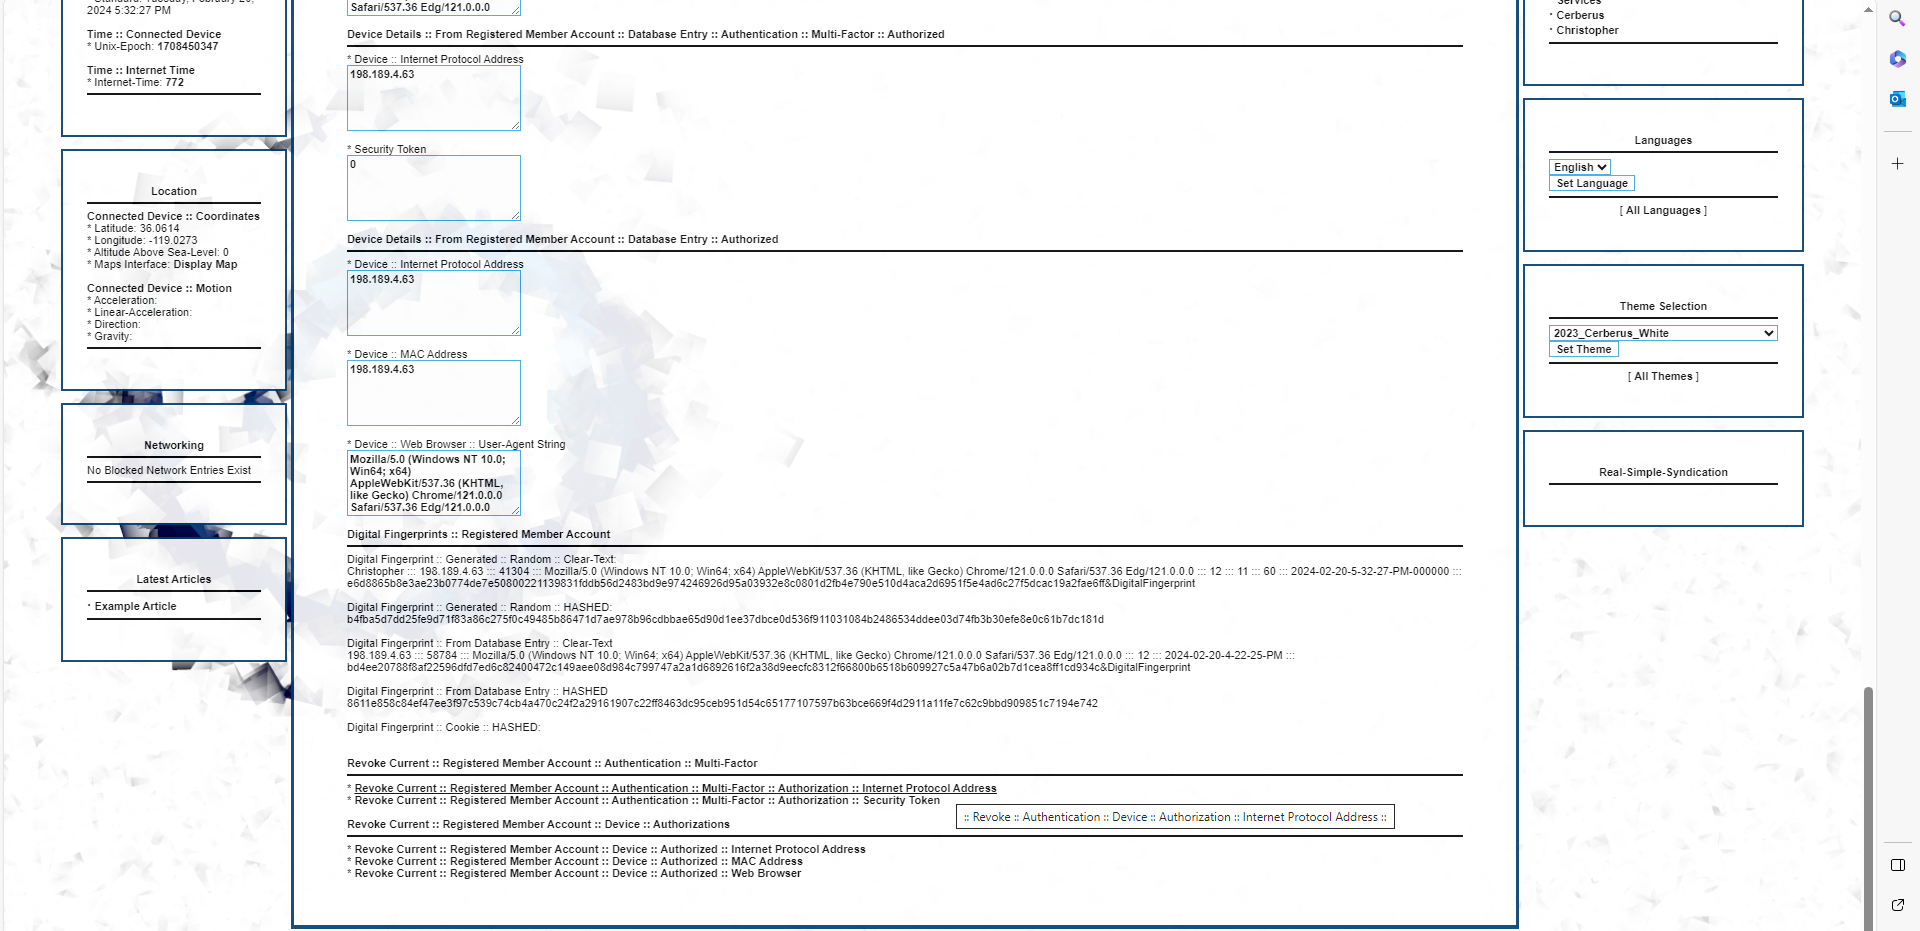 * Standard: Tuesday, February 20,
2024 5:32:27 PM
Time :: Connected Device
* Unix-Epoch: 1708450347
Time :: Internet Time
* Internet-Time: 772
Location
Connected Device :: Coordinates
* Latitude: 36.0614
* Longitude: -119.0273
* Altitude Above Sea-Level: 0
* Maps Interface: Display Map
Connected Device :: Motion
* Acceleration:
* Linear-Acceleration:
* Direction:
* Gravity:
Networking
No Blocked Network Entries Exist
Latest Articles
· Example Article
Safari/537.36 Edg/121.0.0.0
Device Details :: From Registered Member Account :: Database Entry :: Authentication :: Multi-Factor :: Authorized
* Device :: Internet Protocol Address
198.189.4.63
* Security Token
0
Device Details :: From Registered Member Account :: Database Entry :: Authorized
* Device :: Internet Protocol Address
198.189.4.63
* Device :: MAC Address
198.189.4.63
* Device :: Web Browser :: User-Agent String
Mozilla/5.0 (Windows NT 10.0;
Win64; x64)
AppleWebKit/537.36 (KHTML,
like Gecko) Chrome/121.0.0.0
Safari/537.36 Edg/121.0.0.0
Digital Fingerprints :: Registered Member Account
Digital Fingerprint :: Generated :: Random :: Clear-Text:
Christopher ::: 198.189.4.63 ::: 41304 ::: Mozilla/5.0 (Windows NT 10.0; Win64; x64) AppleWebKit/537.36 (KHTML, like Gecko) Chrome/121.0.0.0 Safari/537.36 Edg/121.0.0.0 ::: 12 ::: 11 ::: 60 ::: 2024-02-20-5-32-27-PM-000000 :::
e6d8865b8e3ae23b0774de7e50800221139831fddb56d2483bd9e974246926d95a03932e8c0801d2fb4e790e510d4aca2d6951f5e4ad6c27f5dcac19a2fae6ff&DigitalFingerprint
Digital Fingerprint :: Generated :: Random :: HASHED:
b4fba5d7dd25fe9d71f83a86c275f0c49485b86471d7ae978b96cdbbae65d90d1ee37dbce0d536f911031084b2486534ddee03d74fb3b30efe8e0c61b7dc181d
Digital Fingerprint :: From Database Entry :: Clear-Text
198.189.4.63 ::: 58784 ::: Mozilla/5.0 (Windows NT 10.0; Win64; x64) AppleWebKit/537.36 (KHTML, like Gecko) Chrome/121.0.0.0 Safari/537.36 Edg/121.0.0.0 ::: 12 ::: 2024-02-20-4-22-25-PM :::
bd4ee20788f8af22596dfd7ed6c82400472c149aee08d984c799747a2a1d6892616f2a38d9eecfc8312f66800b6518b609927c5a47b6a02b7d1cea8ff1cd934c&DigitalFingerprint
Digital Fingerprint :: From Database Entry :: HASHED
8611e858c84ef47ee3f97c539c74cb4a470c24f2a29161907c22ff8463dc95ceb951d54c65177107597b63bce669f4d2911a11fe7c62c9bbd909851c7194e742
Digital Fingerprint :: Cookie :: HASHED:
Revoke Current :: Registered Member Account :: Authentication :: Multi-Factor
* Revoke Current :: Registered Member Account :: Authentication :: Multi-Factor :: Authorization :: Internet Protocol Address
* Revoke Current :: Registered Member Account :: Authentication :: Multi-Factor :: Authorization :: Security Token
:: Revoke :: Authentication :: Device :: Authorization :: Internet Protocol Address ::
Revoke Current :: Registered Member Account :: Device :: Authorizations
* Revoke Current :: Registered Member Account :: Device :: Authorized :: Internet Protocol Address
* Revoke Current :: Registered Member Account :: Device :: Authorized :: MAC Address
* Revoke Current :: Registered Member Account :: Device :: Authorized :: Web Browser
Services
· Cerberus
· Christopher
Languages
English
Set Language
[ All Languages ]
Theme Selection
2023_Cerberus_White
Set Theme
[ All Themes ]
Real-Simple-Syndication